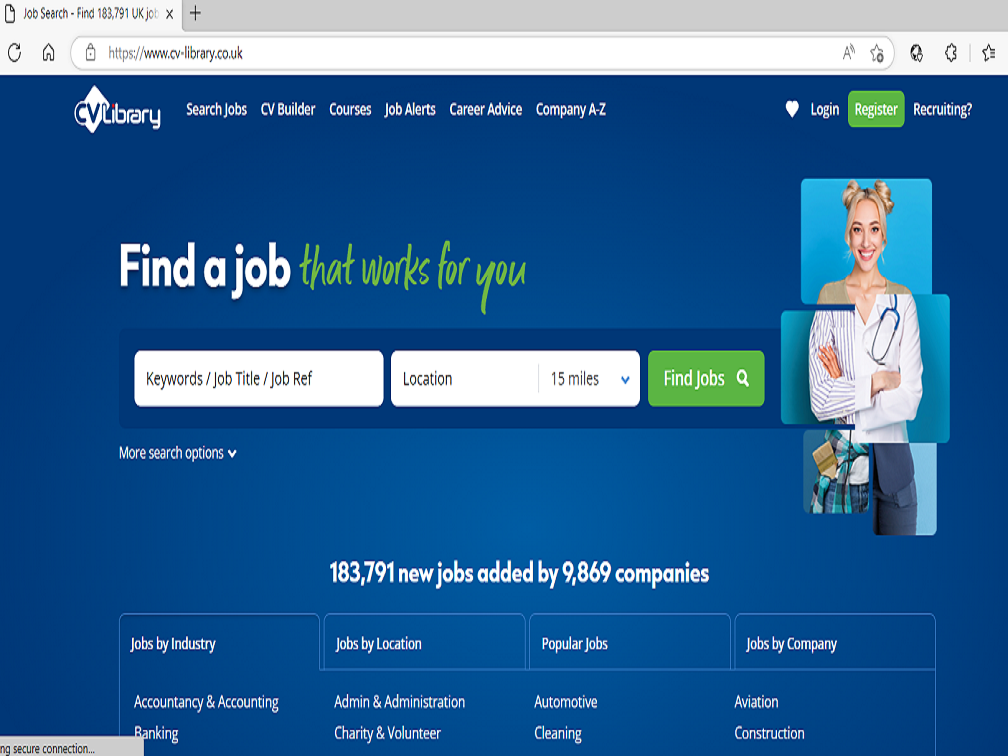 Job Search - Find 183,791 UK job
https://www.cv-library.co.uk
CV Library
Search Jobs CV Builder Courses Job Alerts Career Advice Company A-Z Login Register Recruiting?
Find a job that works for you
Keywords / Job Title / Job Ref Location 15 miles Find Jobs
More search options
183,791 new jobs added by 9,869 companies
Jobs by Industry Jobs by Location Popular Jobs Jobs by Company
Accountancy & Accounting Admin & Administration Automotive Aviation
Banking Charity & Volunteer Cleaning Construction
ng secure connection...